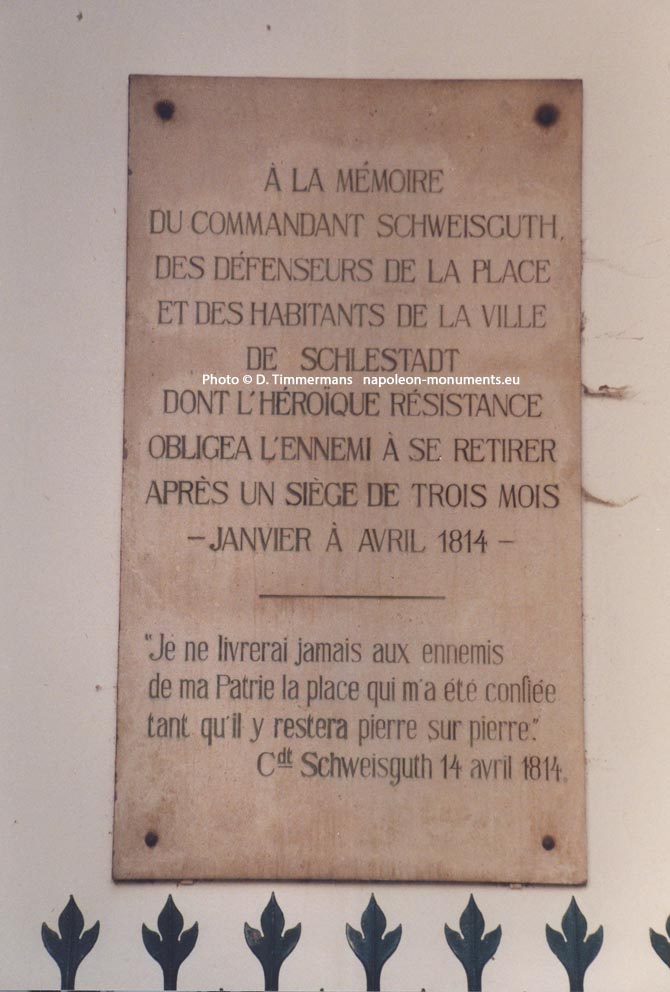 À LA MÉMOIRE
DU COMMANDANT SCHWEISGUTH,
DES DÉFENSEURS DE LA PLACE
ET DES HABITANTS DE LA VILLE
DE SCHLESTADT
Photo © D. Timmermans napoleon-monuments.eu
DONT L'HÉROÏQUE RÉSISTANCE
OBLIGEA L'ENNEMI À SE RETIRER
APRÈS UN SIÈGE DE TROIS MOIS
– JANVIER À AVRIL 1814 –
"Je ne livrerai jamais aux ennemis
de ma Patrie la place qui m'a été confiée
tant qu'il y restera pierre sur pierre."
Cdt Schweisguth 14 avril 1814.